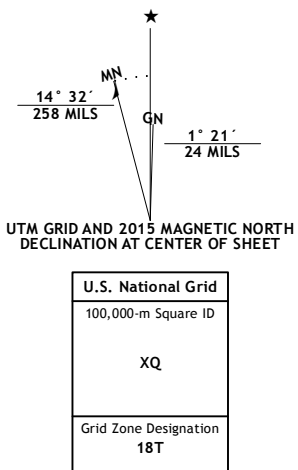 ★
MN
GN
14° 32´
258 MILS
1° 21´
24 MILS
UTM GRID AND 2015 MAGNETIC NORTH
DECLINATION AT CENTER OF SHEET
U.S. National Grid
100,000-m Square ID
XQ
Grid Zone Designation
18T